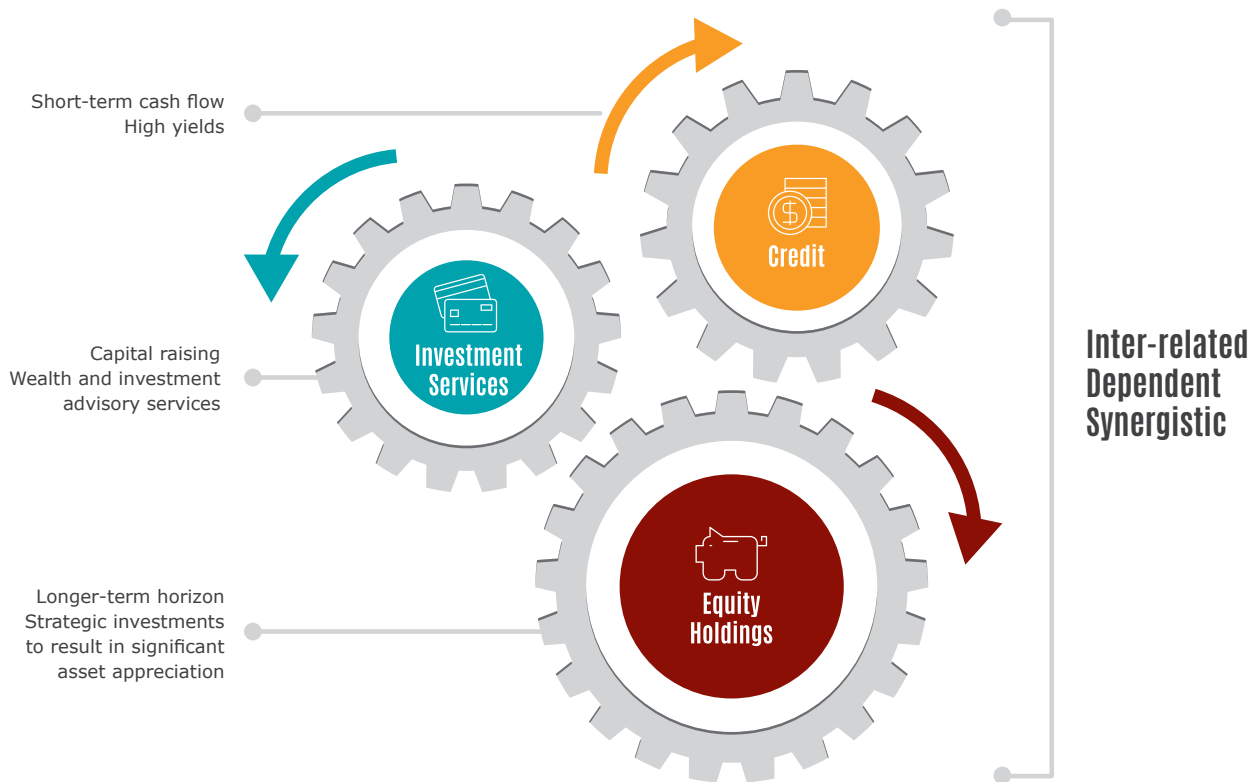 Short-term cash flow
High yields
$
Credit
Investment
Services
Capital raising
Wealth and investment
advisory services
Inter-related
Dependent
Synergistic
Longer-term horizon
Strategic investments
to result in significant
asset appreciation
Equity
Holdings